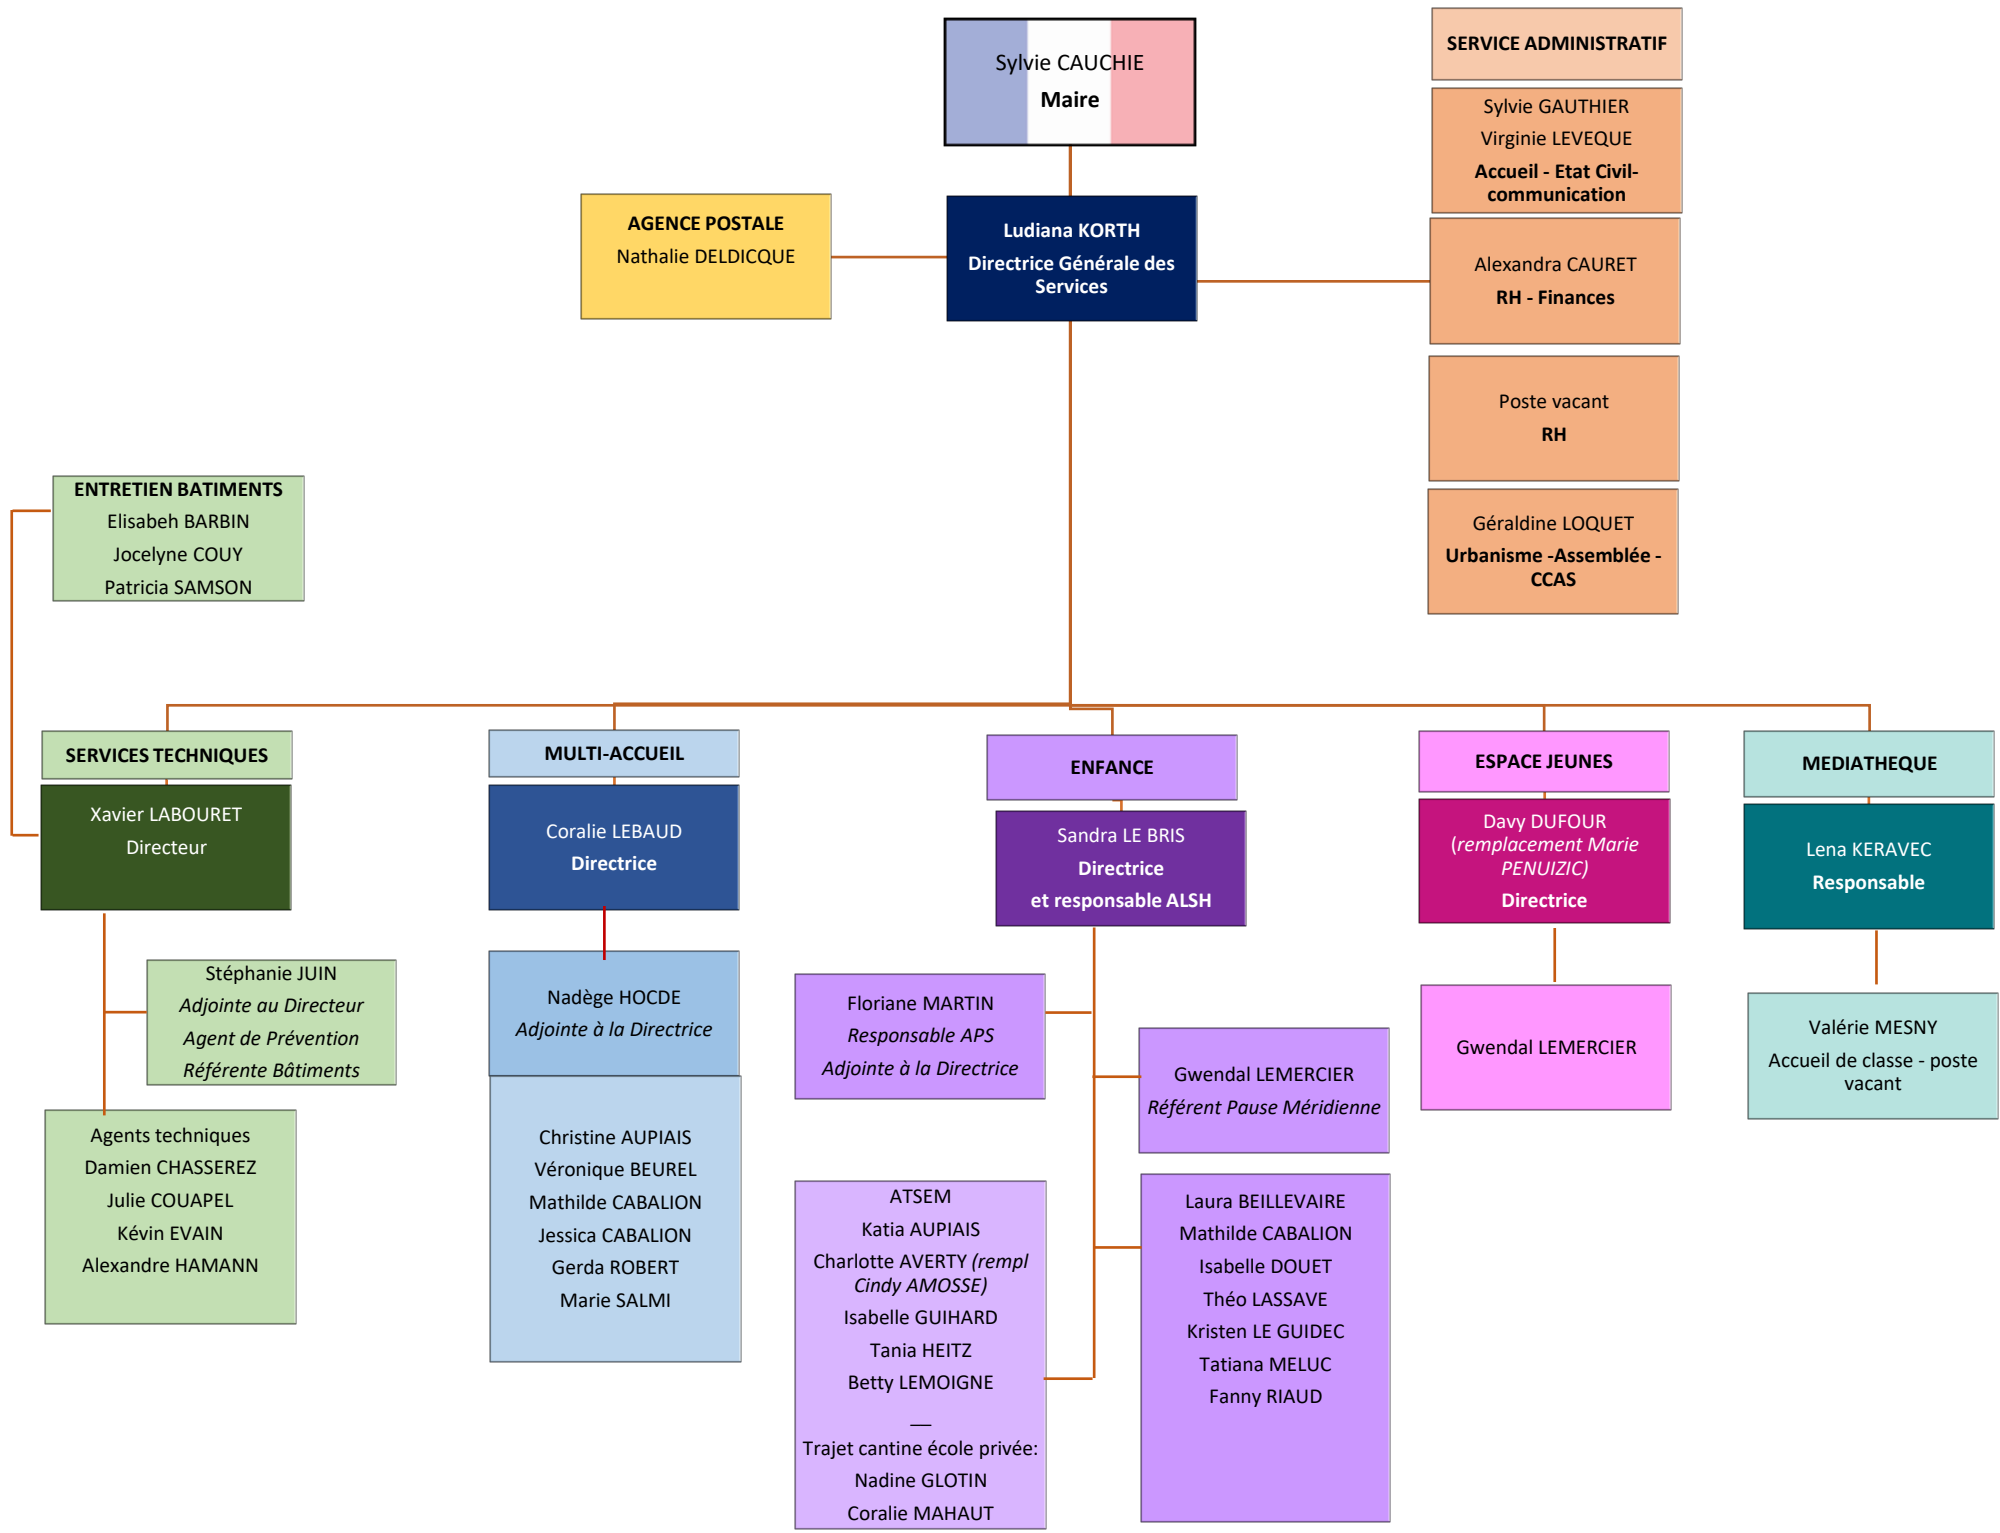 Sylvie CAUCHIE
Maire
SERVICE ADMINISTRATIF
Sylvie GAUTHIER
Virginie LEVEQUE
Accueil - Etat Civil-
communication
AGENCE POSTALE
Nathalie DELDICQUE
Ludiana KORTH
Directrice Générale des
Services
Alexandra CAURET
RH - Finances
Poste vacant
RH
Géraldine LOQUET
Urbanisme -Assemblée -
CCAS
ENTRETIEN BATIMENTS
Elisabeh BARBIN
Jocelyne COUY
Patricia SAMSON
SERVICES TECHNIQUES
Xavier LABOURET
Directeur
Stéphanie JUIN
Adjointe au Directeur
Agent de Prévention
Référente Bâtiments
Agents techniques
Damien CHASSEREZ
Julie COUAPEL
Kévin EVAIN
Alexandre HAMANN
MULTI-ACCUEIL
Coralie LEBAUD
Directrice
Nadège HOCDE
Adjointe à la Directrice
Christine AUPIAIS
Véronique BEUREL
Mathilde CABALION
Jessica CABALION
Gerda ROBERT
Marie SALMI
ENFANCE
Sandra LE BRIS
Directrice
et responsable ALSH
Floriane MARTIN
Responsable APS
Adjointe à la Directrice
Gwendal LEMERCIER
Référent Pause Méridienne
ATSEM
Katia AUPIAIS
Charlotte AVERTY (rempl
Cindy AMOSSE)
Isabelle GUIHARD
Tania HEITZ
Betty LEMOIGNE
__
Trajet cantine école privée:
Nadine GLOTIN
Coralie MAHAUT
Laura BEILLEVAIRE
Mathilde CABALION
Isabelle DOUET
Théo LASSAVE
Kristen LE GUIDEC
Tatiana MELUC
Fanny RIAUD
ESPACE JEUNES
Davy DUFOUR
(remplacement Marie
PENUIZIC)
Directrice
Gwendal LEMERCIER
MEDIATHEQUE
Lena KERAVEC
Responsable
Valérie MESNY
Accueil de classe - poste
vacant